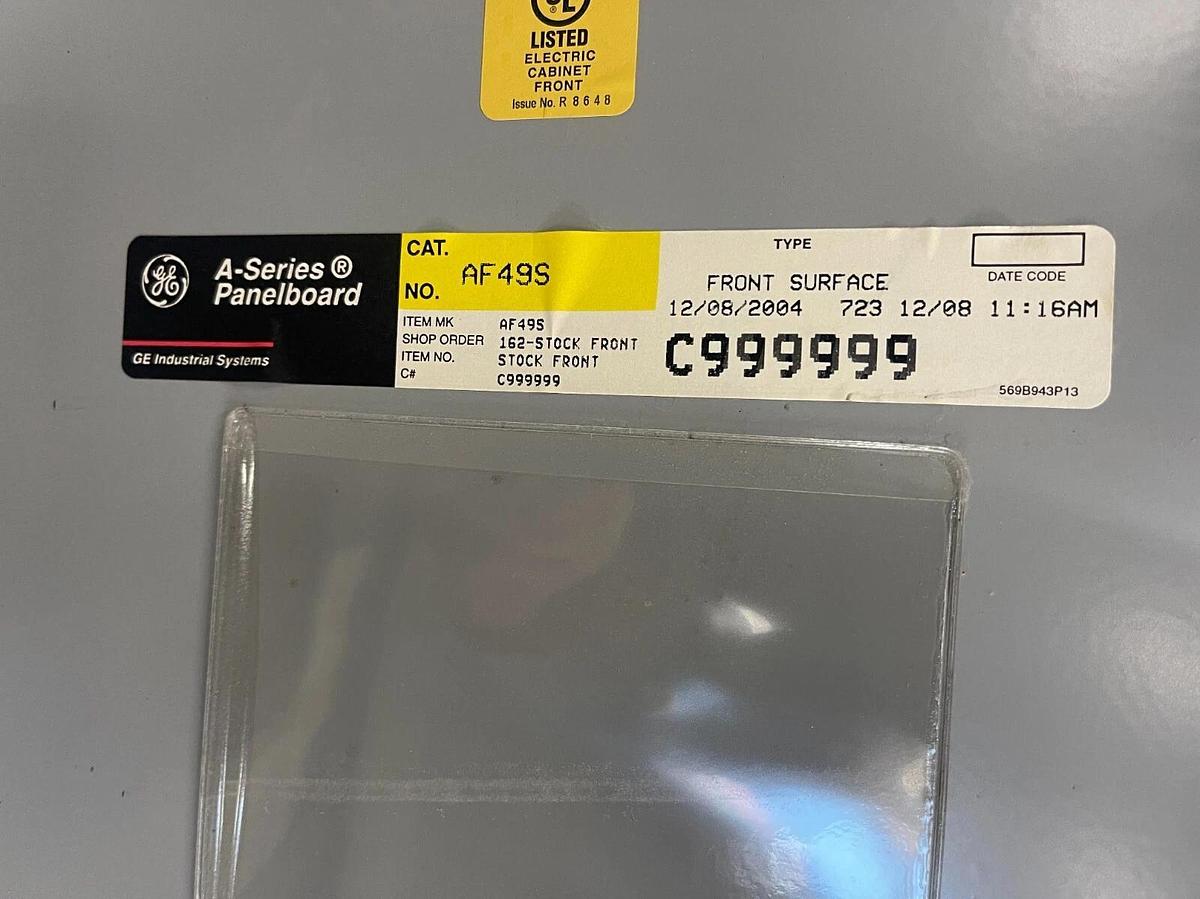 UL
®
LISTED
ELECTRIC
CABINET
FRONT
Issue No. R 8648
GE
A-Series ®
Panelboard
GE Industrial Systems
CAT.
NO. AF49S
ITEM MK AF49S
SHOP ORDER 162-STOCK FRONT
ITEM NO. STOCK FRONT
C# C999999
TYPE
FRONT SURFACE
DATE CODE
12/08/2004 723 12/08 11:16AM
C999999
569B943P13